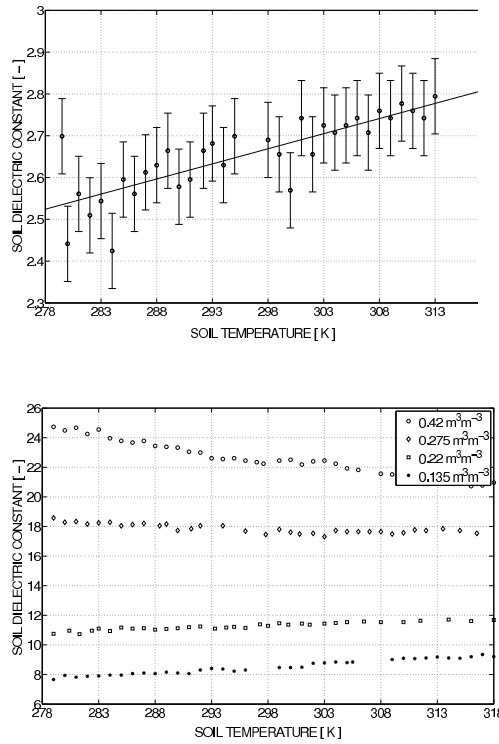 3
2.9
2.8
2.7
2.6
2.5
2.4
2.3
SOIL DIELECTRIC CONSTANT [ - ]
278 283 288 293 298 303 308 313
SOIL TEMPERATURE [ K ]
26
24
22
20
18
16
14
12
10
8
6
SOIL DIELECTRIC CONSTANT [ - ]
0.42 m³m⁻³
0.275 m³m⁻³
0.22 m³m⁻³
0.135 m³m⁻³
278 283 288 293 298 303 308 313 318
SOIL TEMPERATURE [ K ]